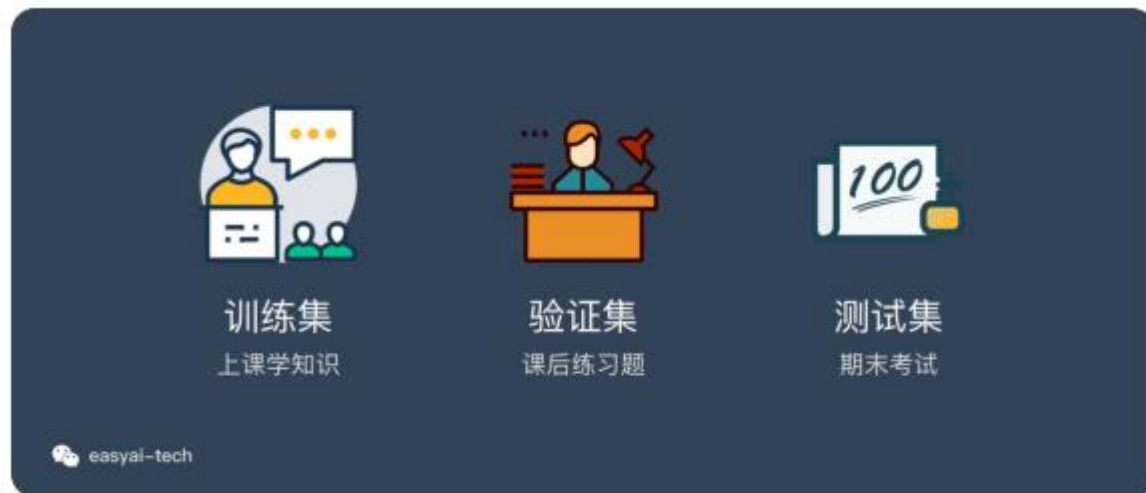 100
训练集
验证集
测试集
上课学知识
课后练习题
期末考试
easyai-tech